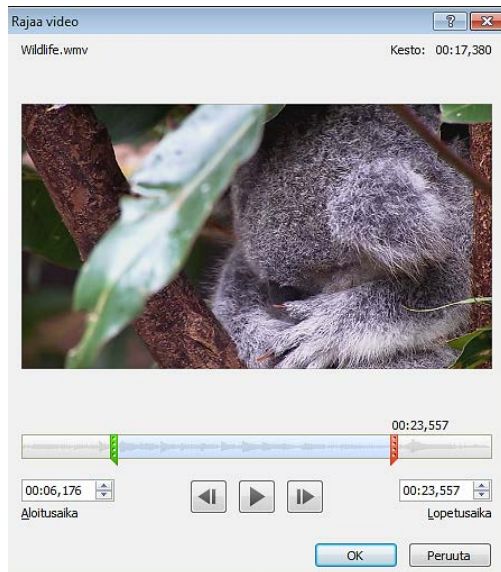 Rajaa video
Wildlife.wmv
Kesto: 00:17,380
00:23,557
00:06,176
00:23,557
Aloitusaika
Lopetusaika
OK
Peruuta